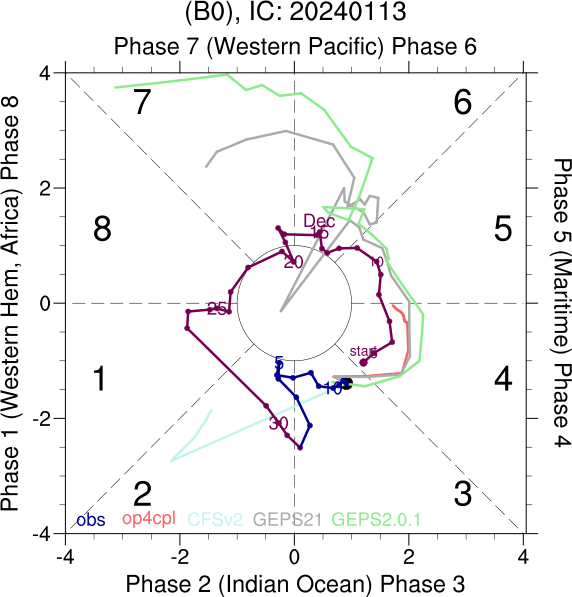 (B0), IC: 20240113
Phase 7 (Western Pacific) Phase 6
4
7
6
Phase 1 (Western Hem, Africa) Phase 8
Phase 5 (Maritime) Phase 4
2
Dec
15
8
5
20
10
25
0
start
5
1
4
10
-2
30
2
3
obs
op4cpl
CFSv2
GEPS21
GEPS2.0.1
-4
-4
-2
0
2
4
Phase 2 (Indian Ocean) Phase 3